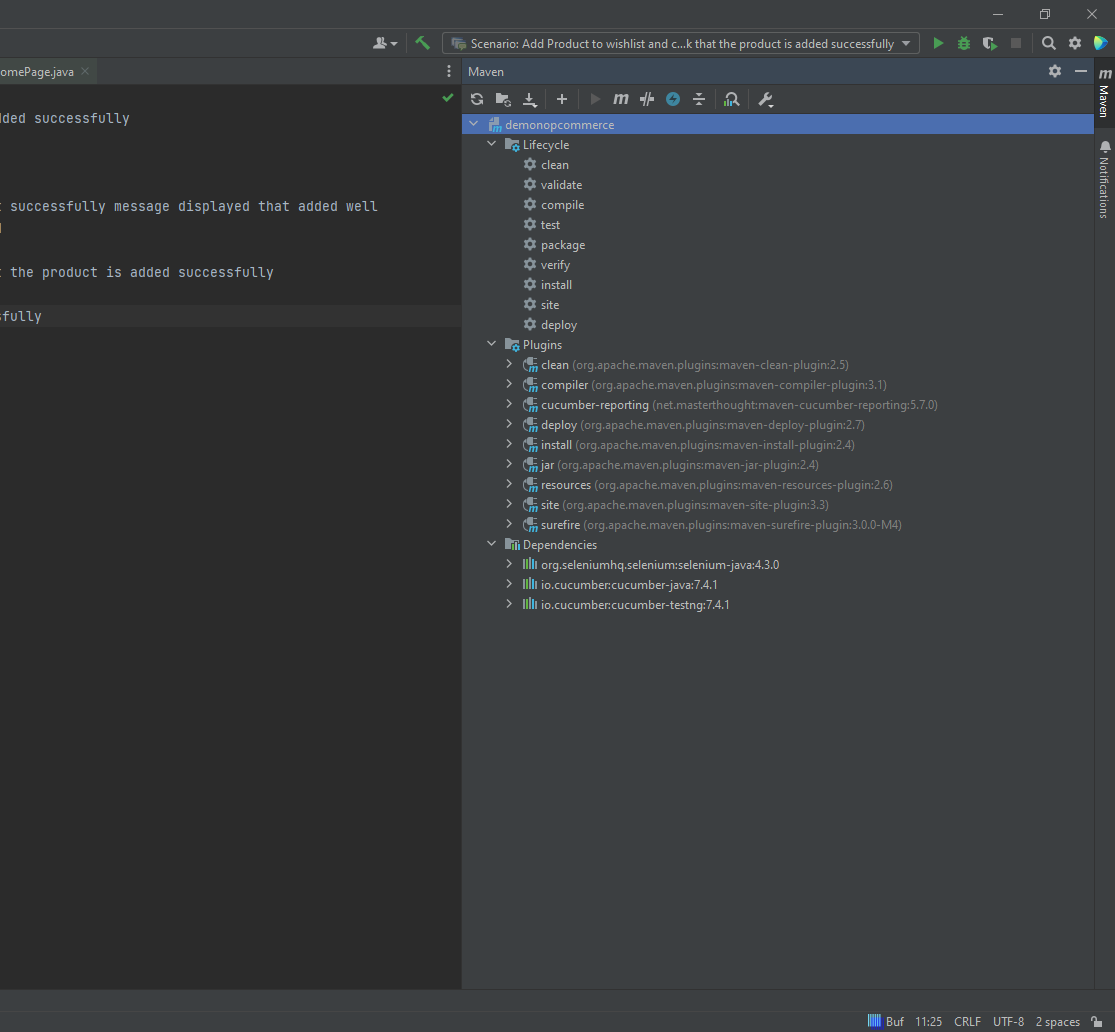 Scenario: Add Product to wishlist and c...k that the product is added successfully
omePage.java
Maven
added successfully
successfully message displayed that added well
the product is added successfully
sfully
demonopcommerce
Lifecycle
clean
validate
compile
test
package
verify
install
site
deploy
Plugins
clean (org.apache.maven.plugins:maven-clean-plugin:2.5)
compiler (org.apache.maven.plugins:maven-compiler-plugin:3.1)
cucumber-reporting (net.masterthought:maven-cucumber-reporting:5.7.0)
deploy (org.apache.maven.plugins:maven-deploy-plugin:2.7)
install (org.apache.maven.plugins:maven-install-plugin:2.4)
jar (org.apache.maven.plugins:maven-jar-plugin:2.4)
resources (org.apache.maven.plugins:maven-resources-plugin:2.6)
site (org.apache.maven.plugins:maven-site-plugin:3.3)
surefire (org.apache.maven.plugins:maven-surefire-plugin:3.0.0-M4)
Dependencies
org.seleniumhq.selenium:selenium-java:4.3.0
io.cucumber:cucumber-java:7.4.1
io.cucumber:cucumber-testng:7.4.1
m
Maven
Notifications
Buf 11:25 CRLF UTF-8 2 spaces